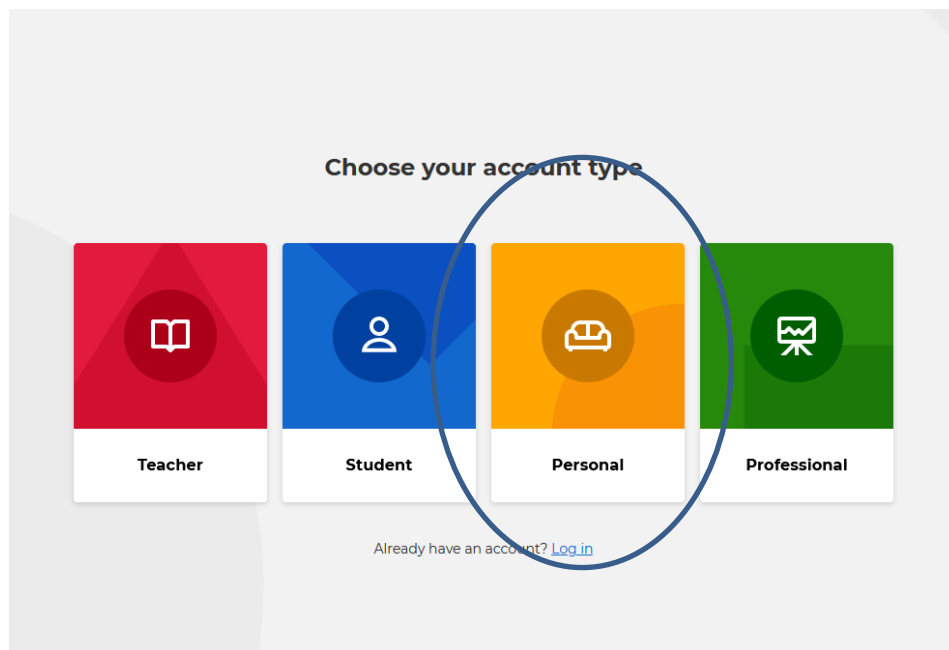 Choose your account type
Teacher Student Personal Professional
Already have an account? Log in